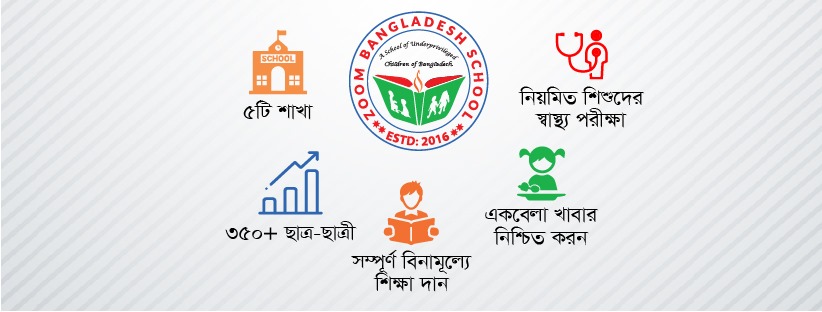 ZOOM BANGLADESH SCHOOL
A School of Underprivileged
Children of Bangladesh.
** ESTD: 2016 **
SCHOOL
৫টি শাখা
নিয়মিত শিশুদের
স্বাস্থ্য পরীক্ষা
৩৫০+ ছাত্র-ছাত্রী
সম্পূর্ণ বিনামূল্যে
শিক্ষা দান
একবেলা খাবার
নিশ্চিত করন